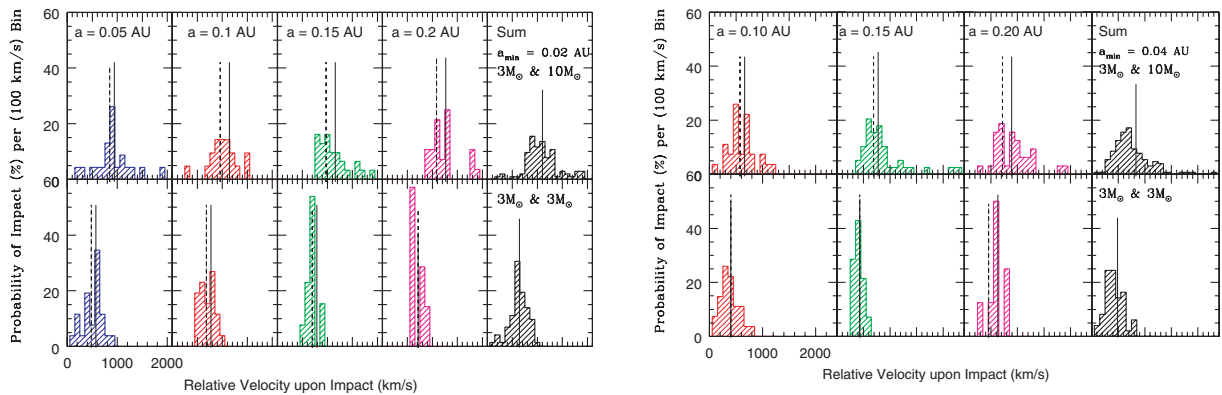 Probability of Impact (%) per (100 km/s) Bin
60
40
20
0
60
40
20
0
a = 0.05 AU
a = 0.1 AU
a = 0.15 AU
a = 0.2 AU
Sum
a_min = 0.02 AU
3M☉ & 10M☉
3M☉ & 3M☉
0
1000
2000
Relative Velocity upon Impact (km/s)
Probability of Impact (%) per (100 km/s) Bin
60
40
20
0
60
40
20
0
a = 0.10 AU
a = 0.15 AU
a = 0.20 AU
Sum
a_min = 0.04 AU
3M☉ & 10M☉
3M☉ & 3M☉
0
1000
2000
Relative Velocity upon Impact (km/s)